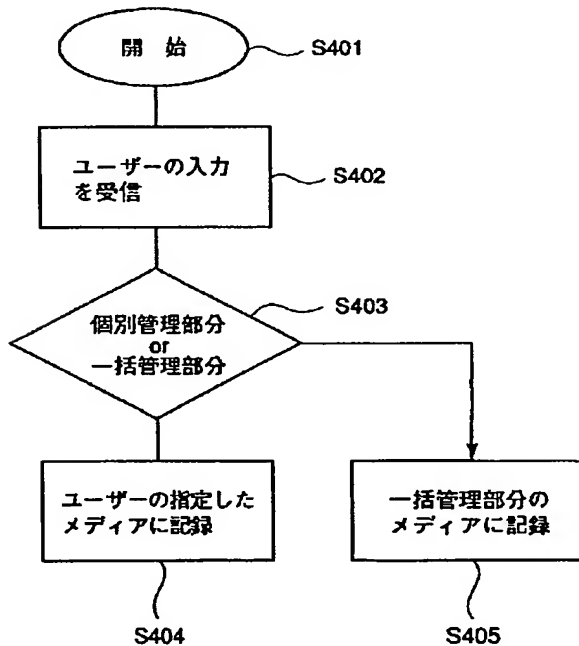 開 始
S401
ユーザーの入力
を受信
S402
S403
個別管理部分
or
一括管理部分
ユーザーの指定した
メディアに記録
一括管理部分の
メディアに記録
S404
S405